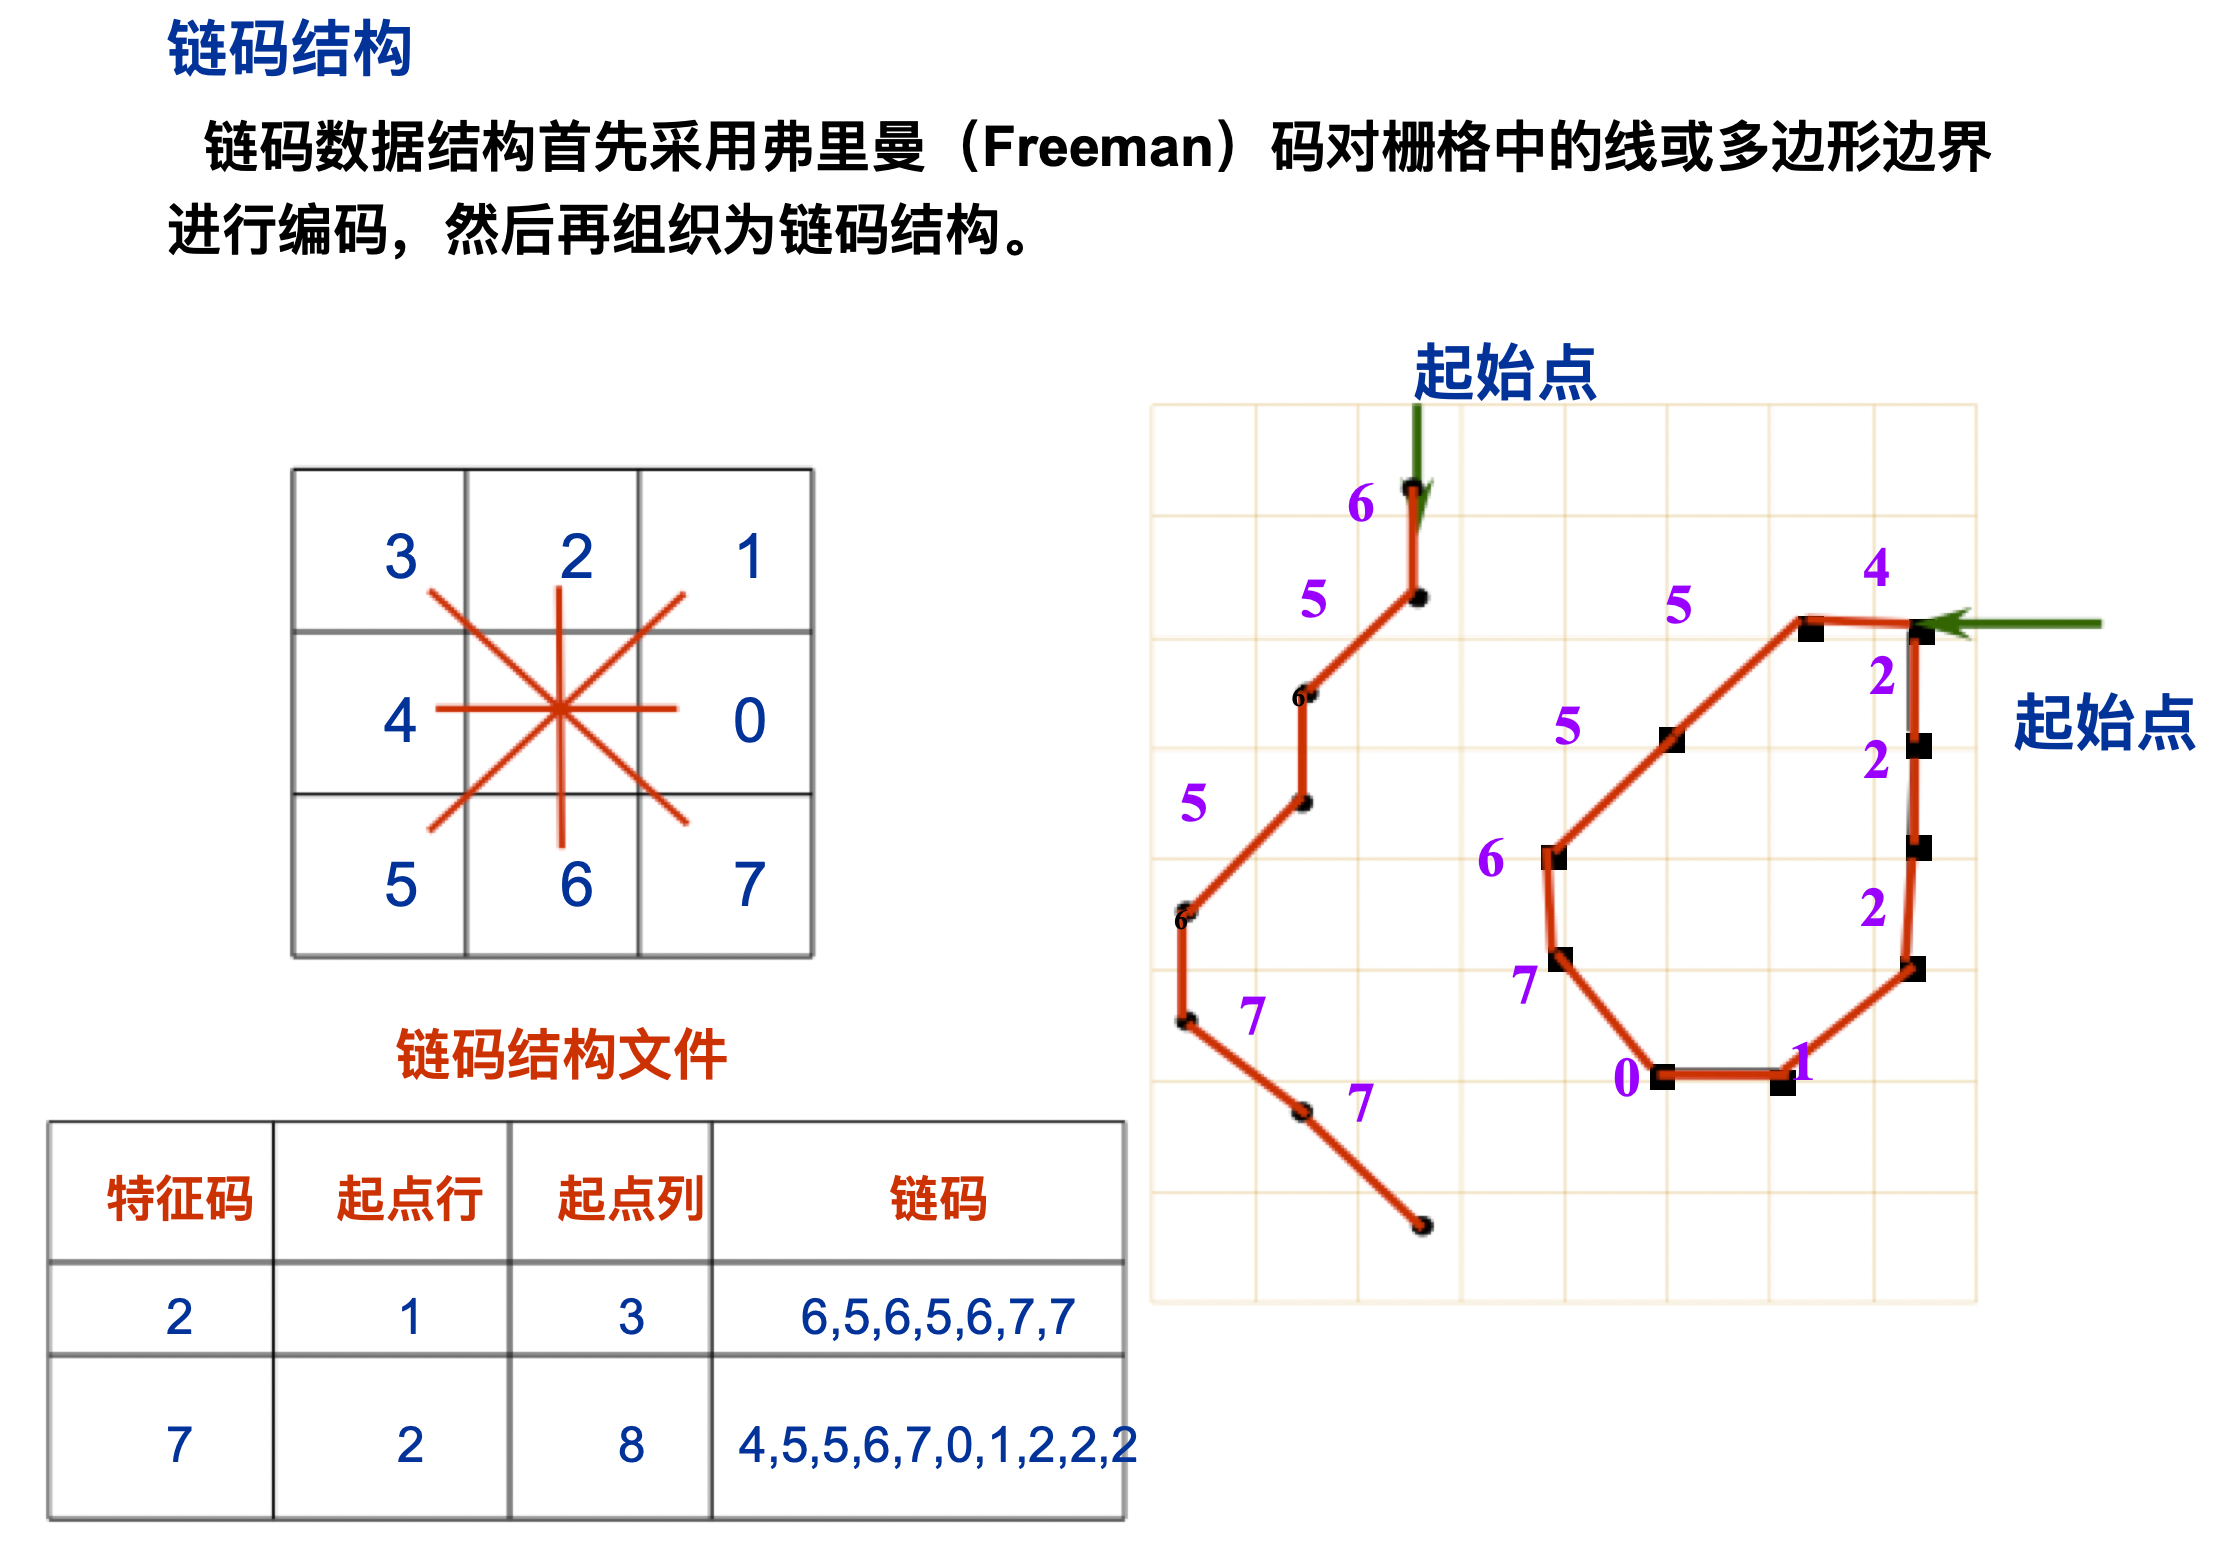 链码结构
链码数据结构首先采用弗里曼（Freeman）码对栅格中的线或多边形边界
进行编码，然后再组织为链码结构。
起始点
3 2 1
4 0
5 6 7
6
5
6
5
6
7
7
4
5
5
6
7
0
1
2
2
2
起始点
链码结构文件
特征码 起点行 起点列 链码
2 1 3 6,5,6,5,6,7,7
7 2 8 4,5,5,6,7,0,1,2,2,2